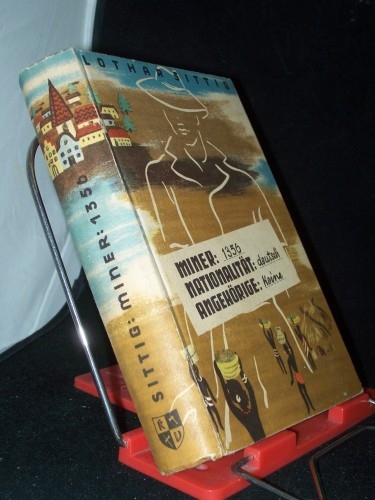 LOTHAR SITTIG
MINER: 1356
NATIONALITÄT: deutsch
ANGEHÖRIGE: Keine
SITTIG: MINER: 1356